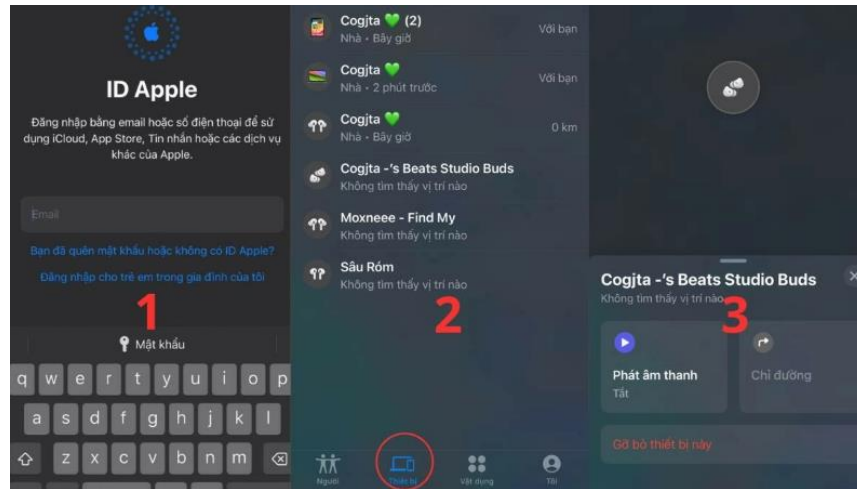 ID Apple
Đăng nhập bằng email hoặc số điện thoại để sử
dụng iCloud, App Store, Tin nhắn hoặc các dịch vụ
khác của Apple.
Email
Bạn đã quên mật khẩu hoặc không có ID Apple?
Đăng nhập cho trẻ em trong gia đình của tôi
1
Mật khẩu
q w e r t y u i o p
a s d f g h j k l
z x c v b n m
Cogjta 💚 (2)
Nhà • Bây giờ
Với bạn
Cogjta 💚
Nhà • 2 phút trước
Với bạn
Cogjta 💚
Nhà • Bây giờ
0 km
Cogjta -'s Beats Studio Buds
Không tìm thấy vị trí nào
Moxneee - Find My
Không tìm thấy vị trí nào
Sâu Róm
Không tìm thấy vị trí nào
2
Người
Thiết bị
Vật dụng
Tôi
Cogjta -'s Beats Studio Buds
Không tìm thấy vị trí nào
3
Phát âm thanh
Tắt
Chỉ đường
Gỡ bỏ thiết bị này